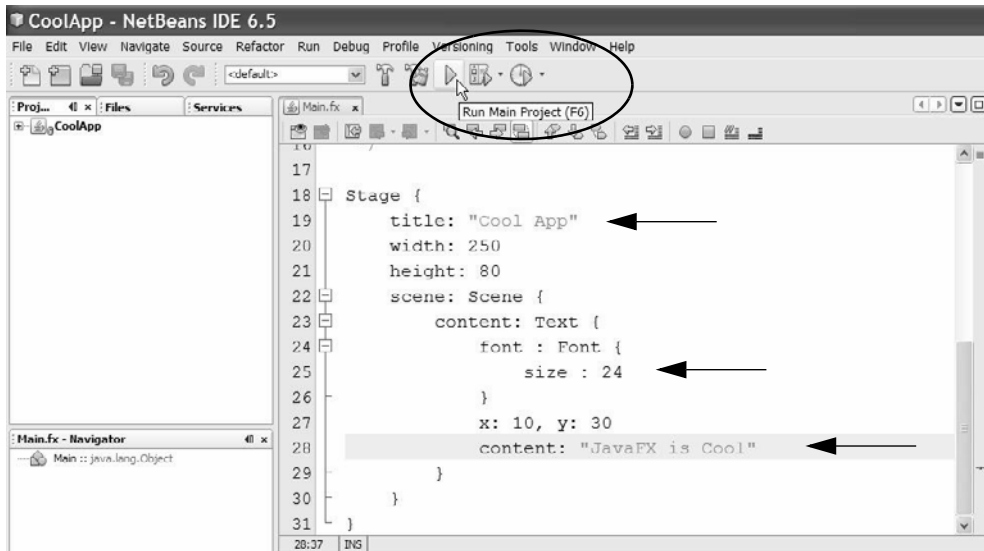 CoolApp - NetBeans IDE 6.5
File Edit View Navigate Source Refactor Run Debug Profile Versioning Tools Window Help
<default>
Run Main Project (F6)
Proj... Files Services
CoolApp
Main.fx
16 */
17
18 Stage {
19 title: "Cool App"
20 width: 250
21 height: 80
22 scene: Scene {
23 content: Text {
24 font : Font {
25 size : 24
26 }
27 x: 10, y: 30
28 content: "JavaFX is Cool"
29 }
30 }
31 }
Main.fx - Navigator
Main :: java.lang.Object
28:37 INS